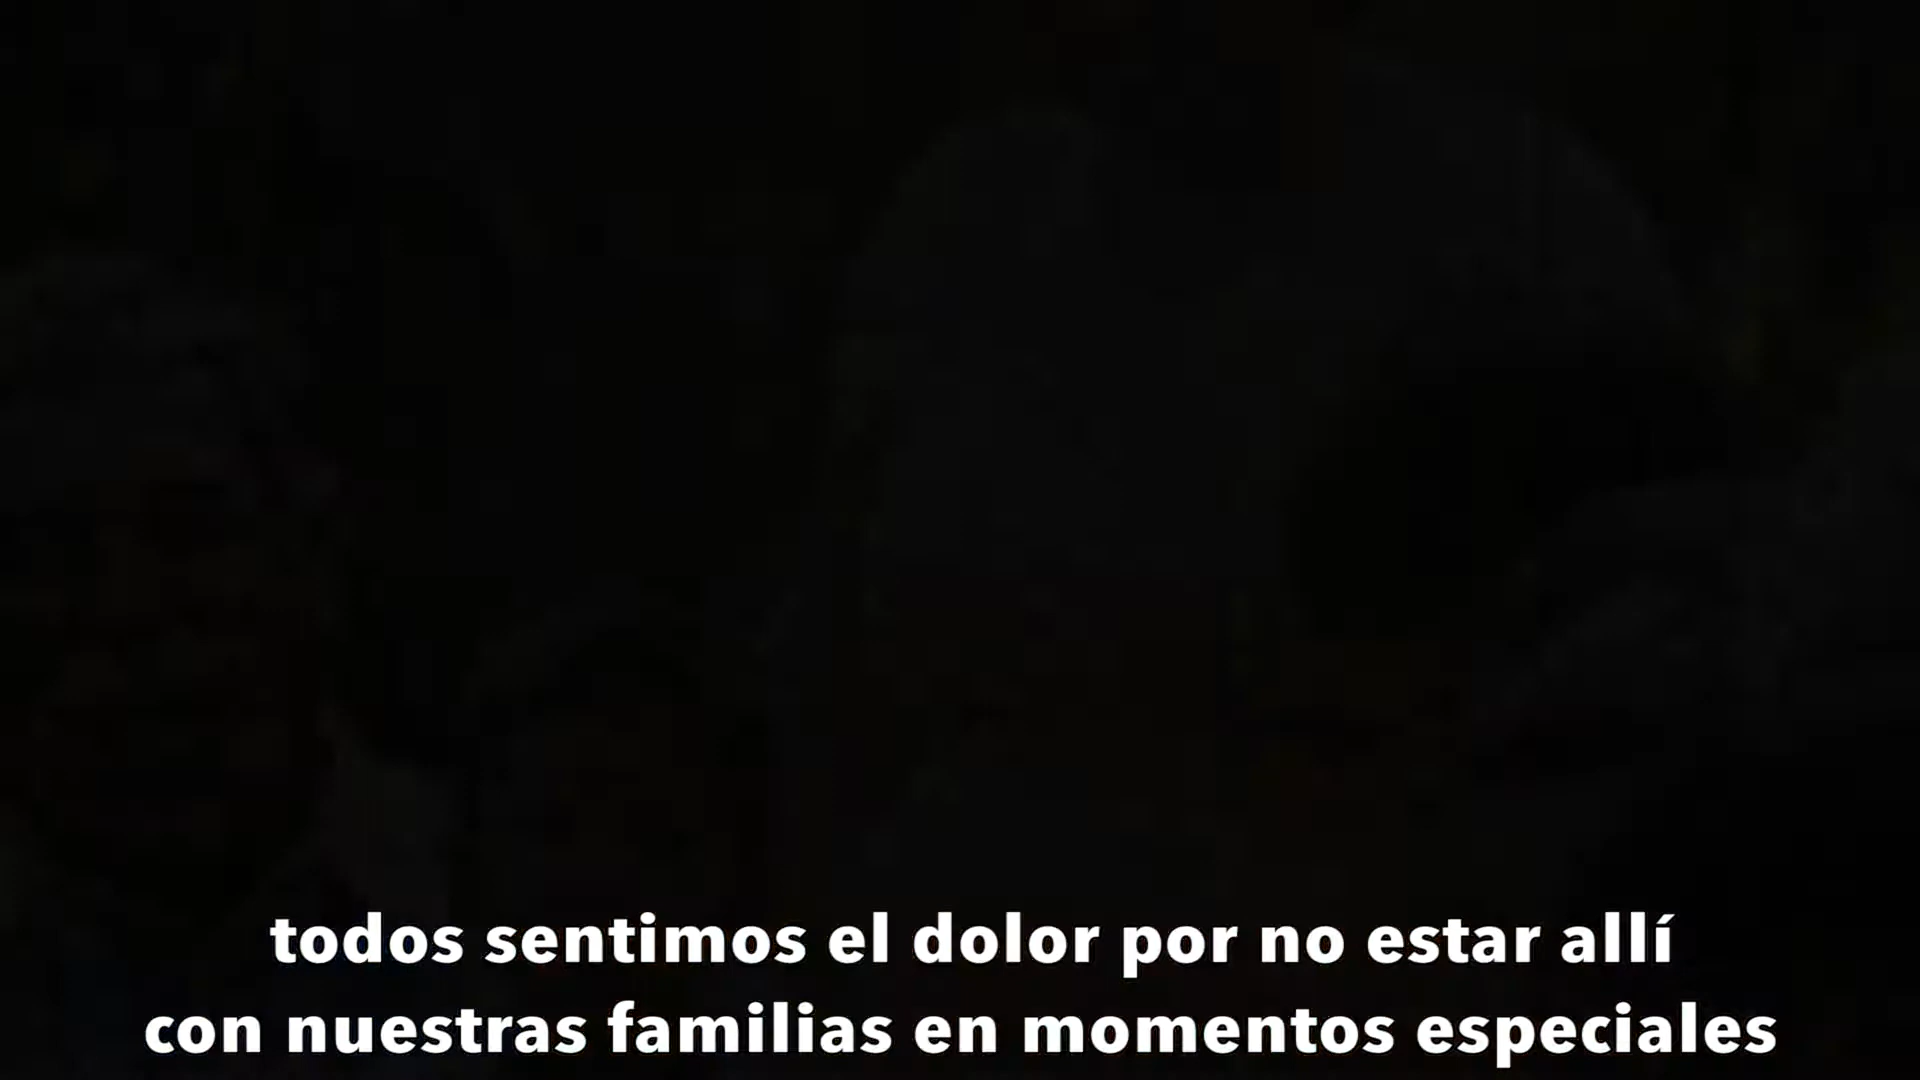 todos sentimos el dolor por no estar allí
con nuestras familias en momentos especiales